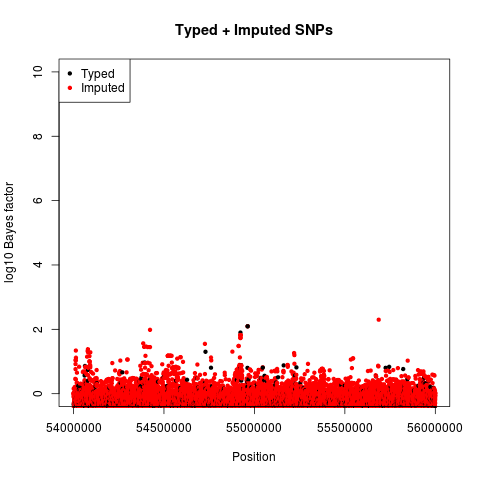 Typed + Imputed SNPs
Typed
Imputed
10
8
6
4
2
0
log10 Bayes factor
54000000 54500000 55000000 55500000 56000000
Position